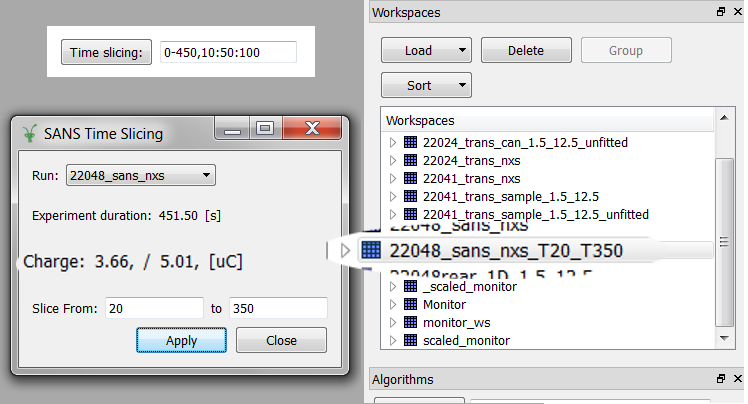 Time slicing: 0-450,10:50:100
SANS Time Slicing
Run: 22048_sans_nxs
Experiment duration: 451.50 [s]
Charge: 3.66, / 5.01, [uC]
Slice From: 20 to 350
Apply Close
Workspaces
Load Delete Group
Sort
Workspaces
22024_trans_can_1.5_12.5_unfitted
22024_trans_nxs
22041_trans_nxs
22041_trans_sample_1.5_12.5
22041_trans_sample_1.5_12.5_unfitted
22048_sans_nxs
22048_sans_nxs_T20_T350
22048rear_1D_1.5_12.5
_scaled_monitor
Monitor
monitor_ws
scaled_monitor
Algorithms